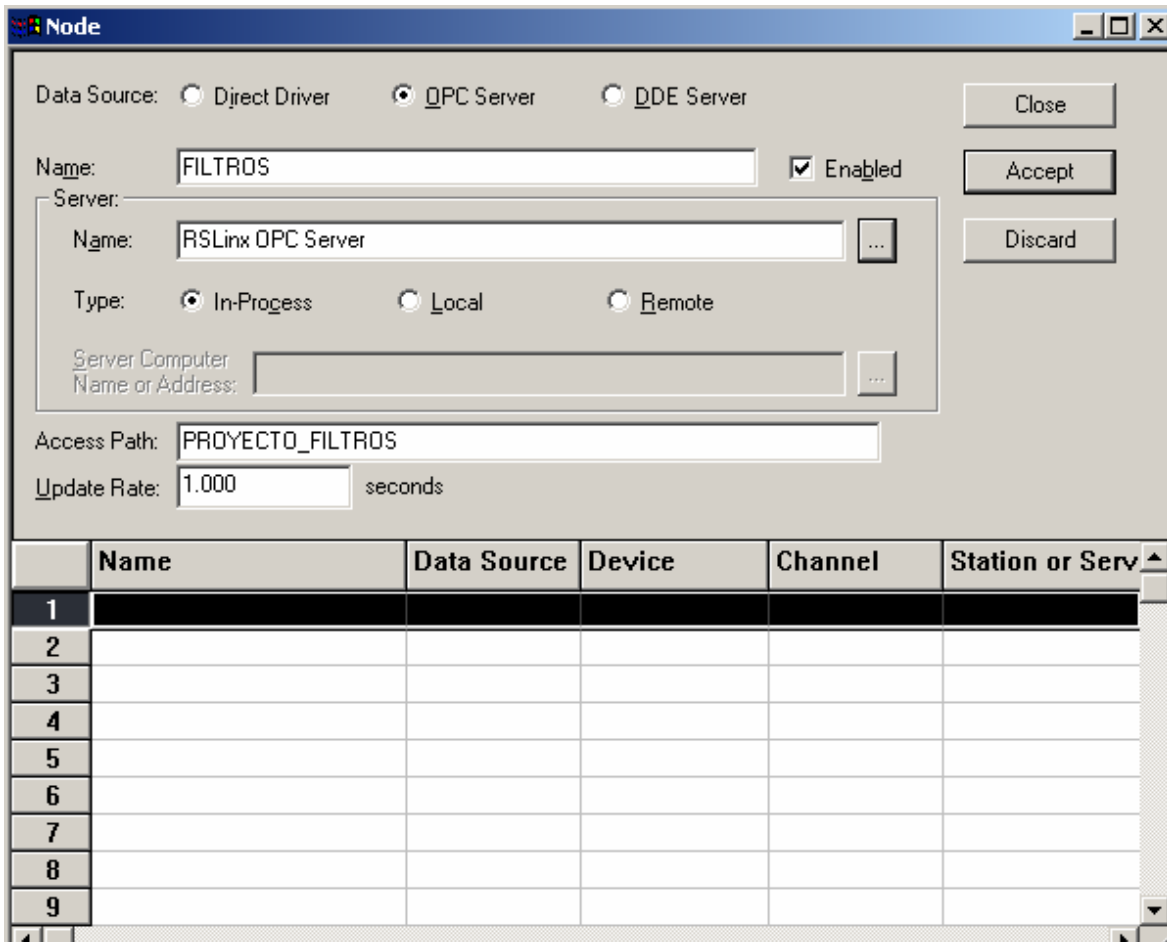 Node
Data Source: Direct Driver OPC Server DDE Server
Close
Name: FILTROS Enabled
Accept
Server:
Name: RSLinx OPC Server ...
Discard
Type: In-Process Local Remote
Server Computer
Name or Address: ...
Access Path: PROYECTO_FILTROS
Update Rate: 1.000 seconds
Name Data Source Device Channel Station or Serv
1
2
3
4
5
6
7
8
9